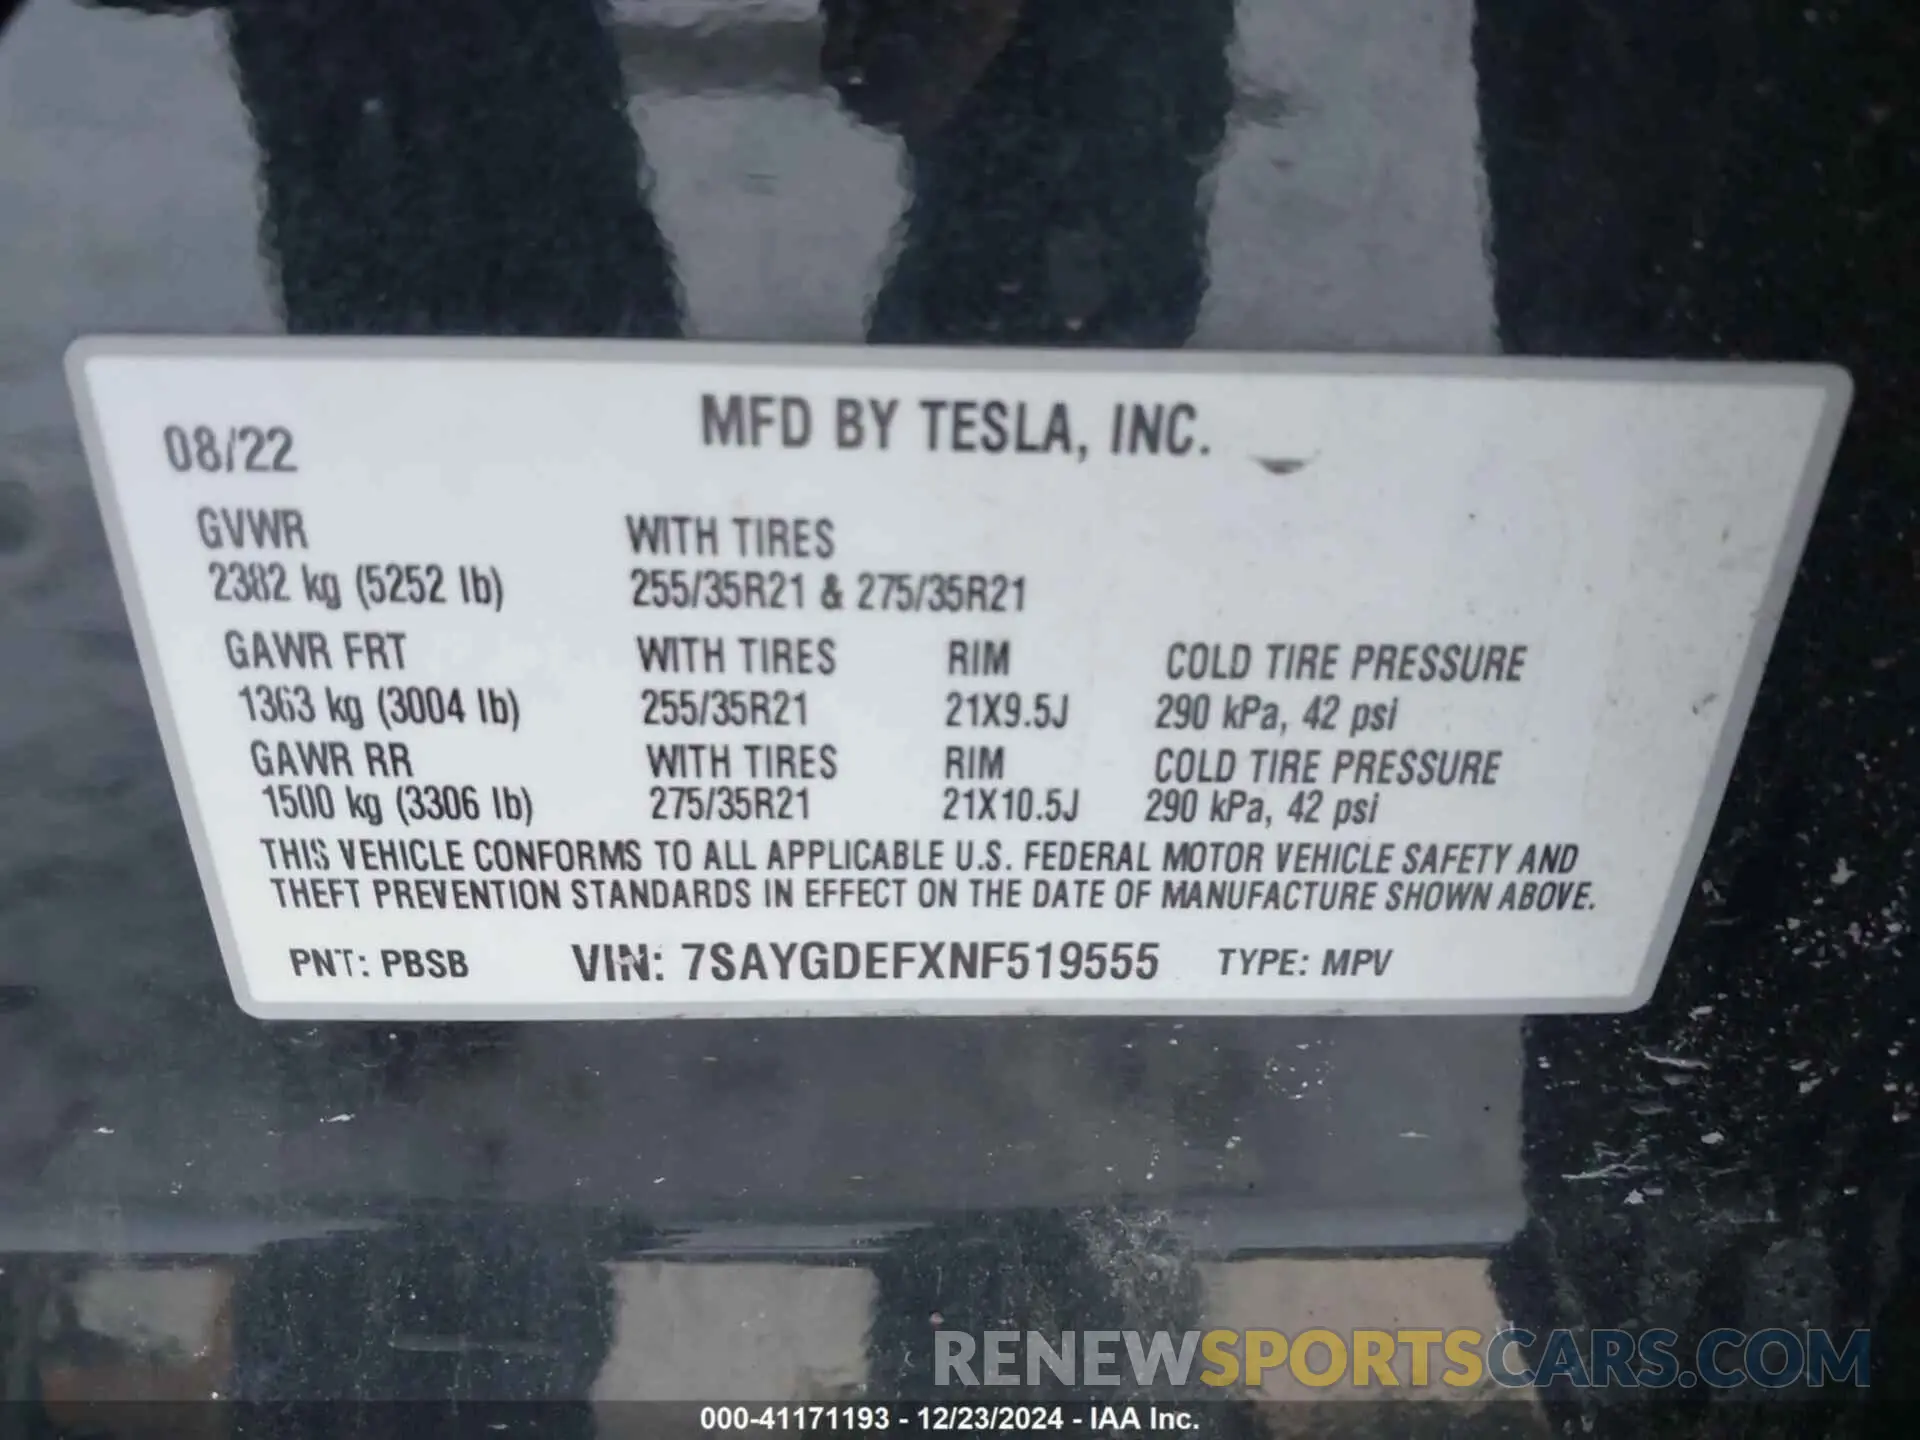 08/22
MFD BY TESLA, INC.
GVWR WITH TIRES
2382 kg (5252 lb) 255/35R21 & 275/35R21
GAWR FRT WITH TIRES RIM COLD TIRE PRESSURE
1363 kg (3004 lb) 255/35R21 21X9.5J 290 kPa, 42 psi
GAWR RR WITH TIRES RIM COLD TIRE PRESSURE
1500 kg (3306 lb) 275/35R21 21X10.5J 290 kPa, 42 psi
THIS VEHICLE CONFORMS TO ALL APPLICABLE U.S. FEDERAL MOTOR VEHICLE SAFETY AND
THEFT PREVENTION STANDARDS IN EFFECT ON THE DATE OF MANUFACTURE SHOWN ABOVE.
PNT: PBSB VIN: 7SAYGDEFXNF519555 TYPE: MPV
RENEWSPORTSCARS.COM
000-41171193 - 12/23/2024 - IAA Inc.